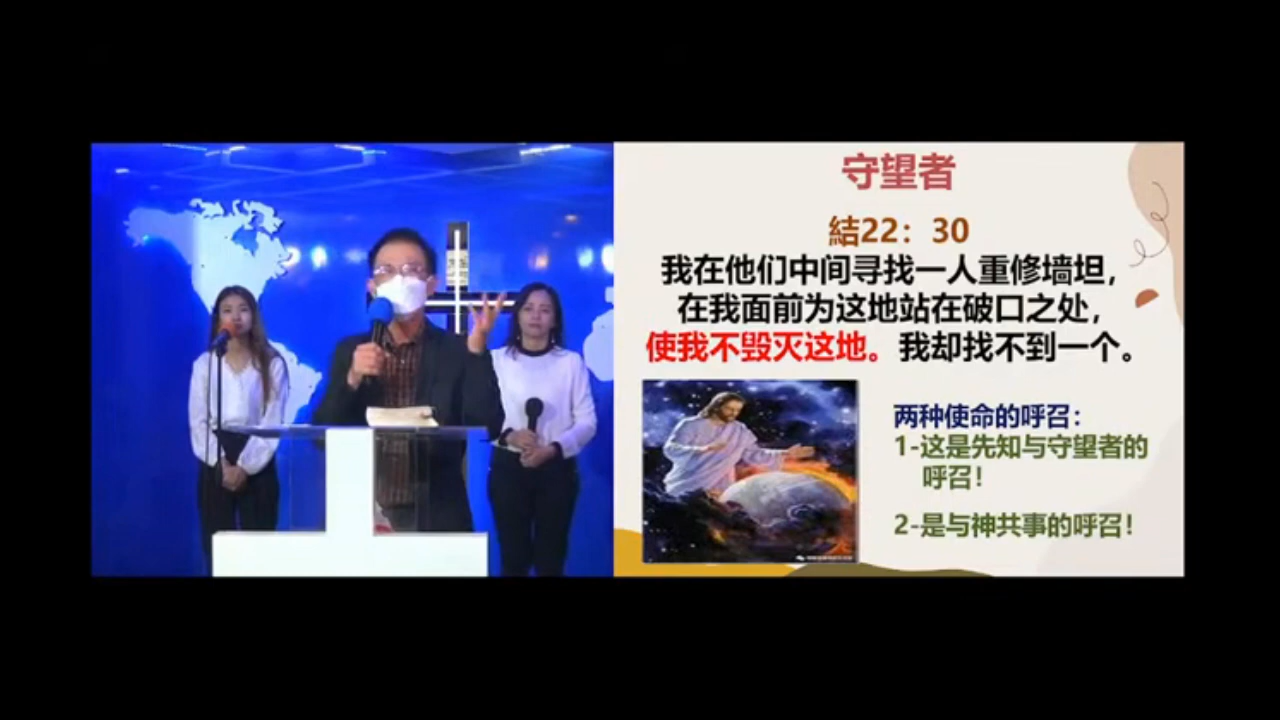 守望者
結22：30
我在他们中间寻找一人重修墙坦，
在我面前为这地站在破口之处，
使我不毁灭这地。我却找不到一个。
两种使命的呼召：
1-这是先知与守望者的
呼召！
2-是与神共事的呼召！